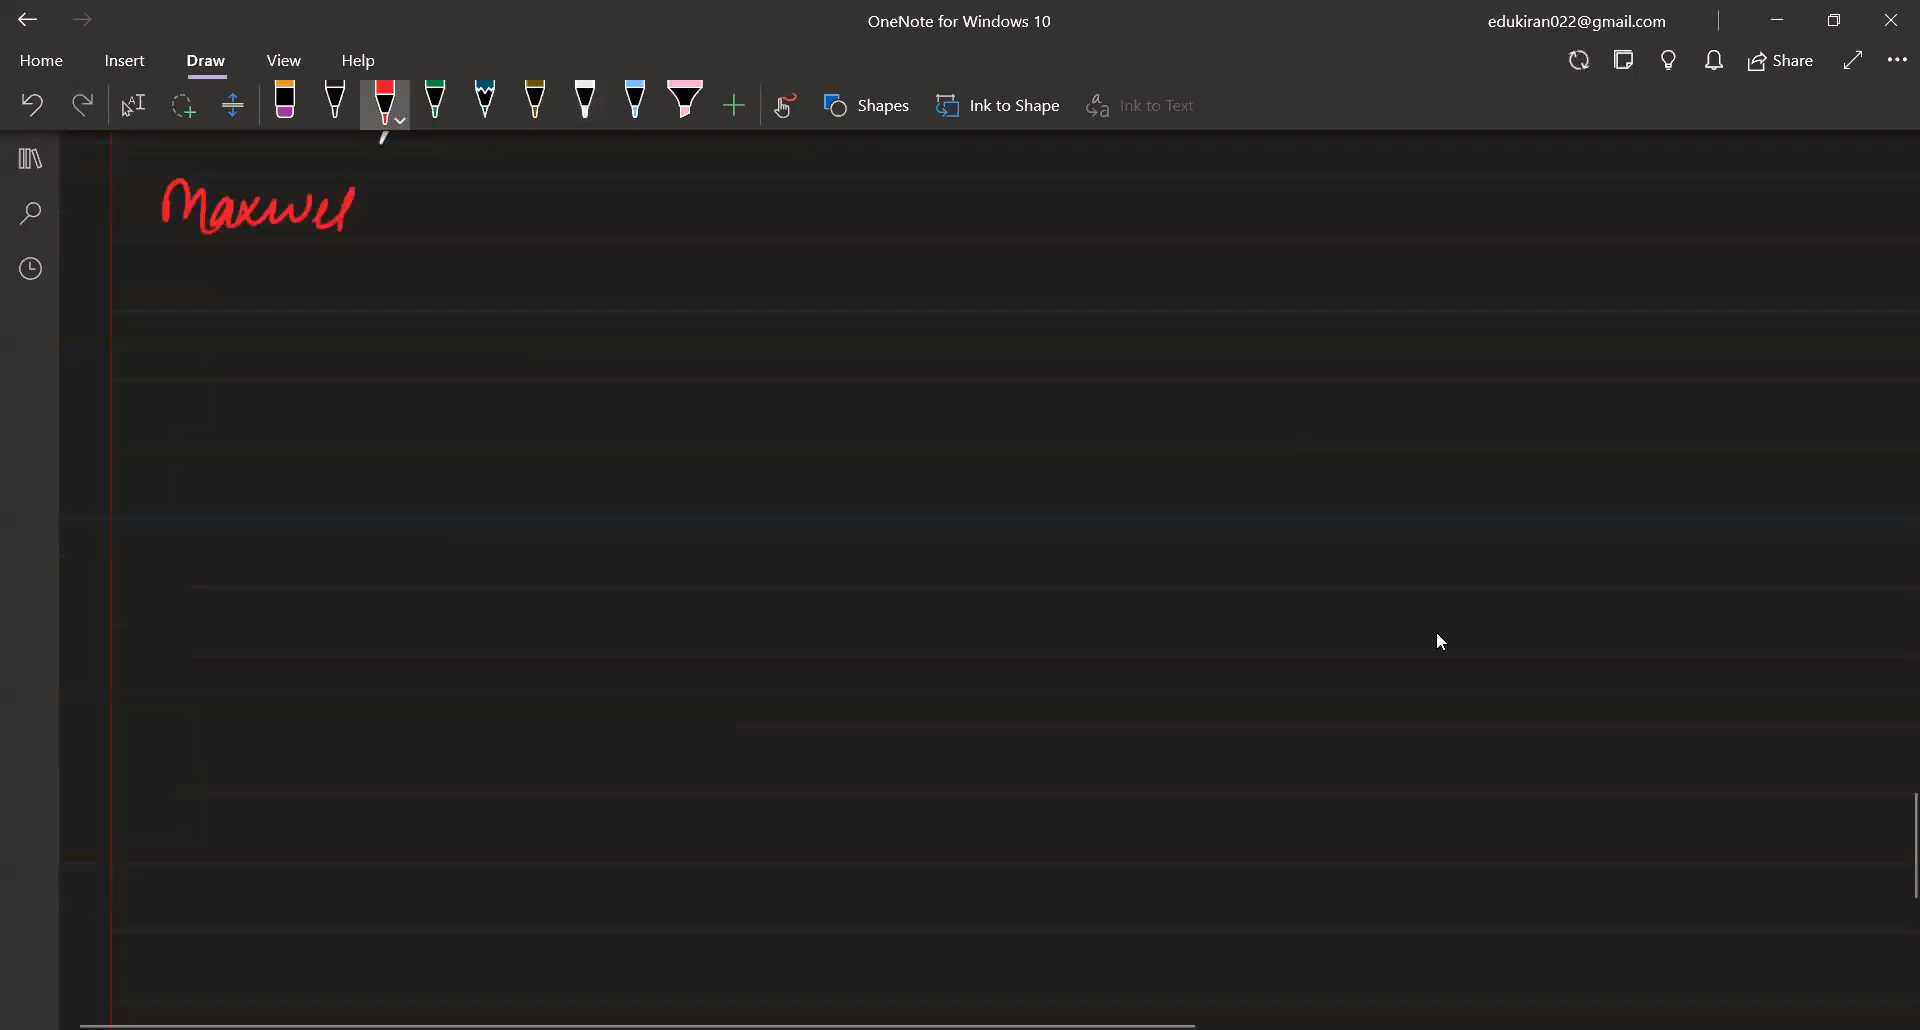 OneNote for Windows 10
edukiran022@gmail.com
Home Insert Draw View Help
Share
Shapes Ink to Shape Ink to Text
Maxwel